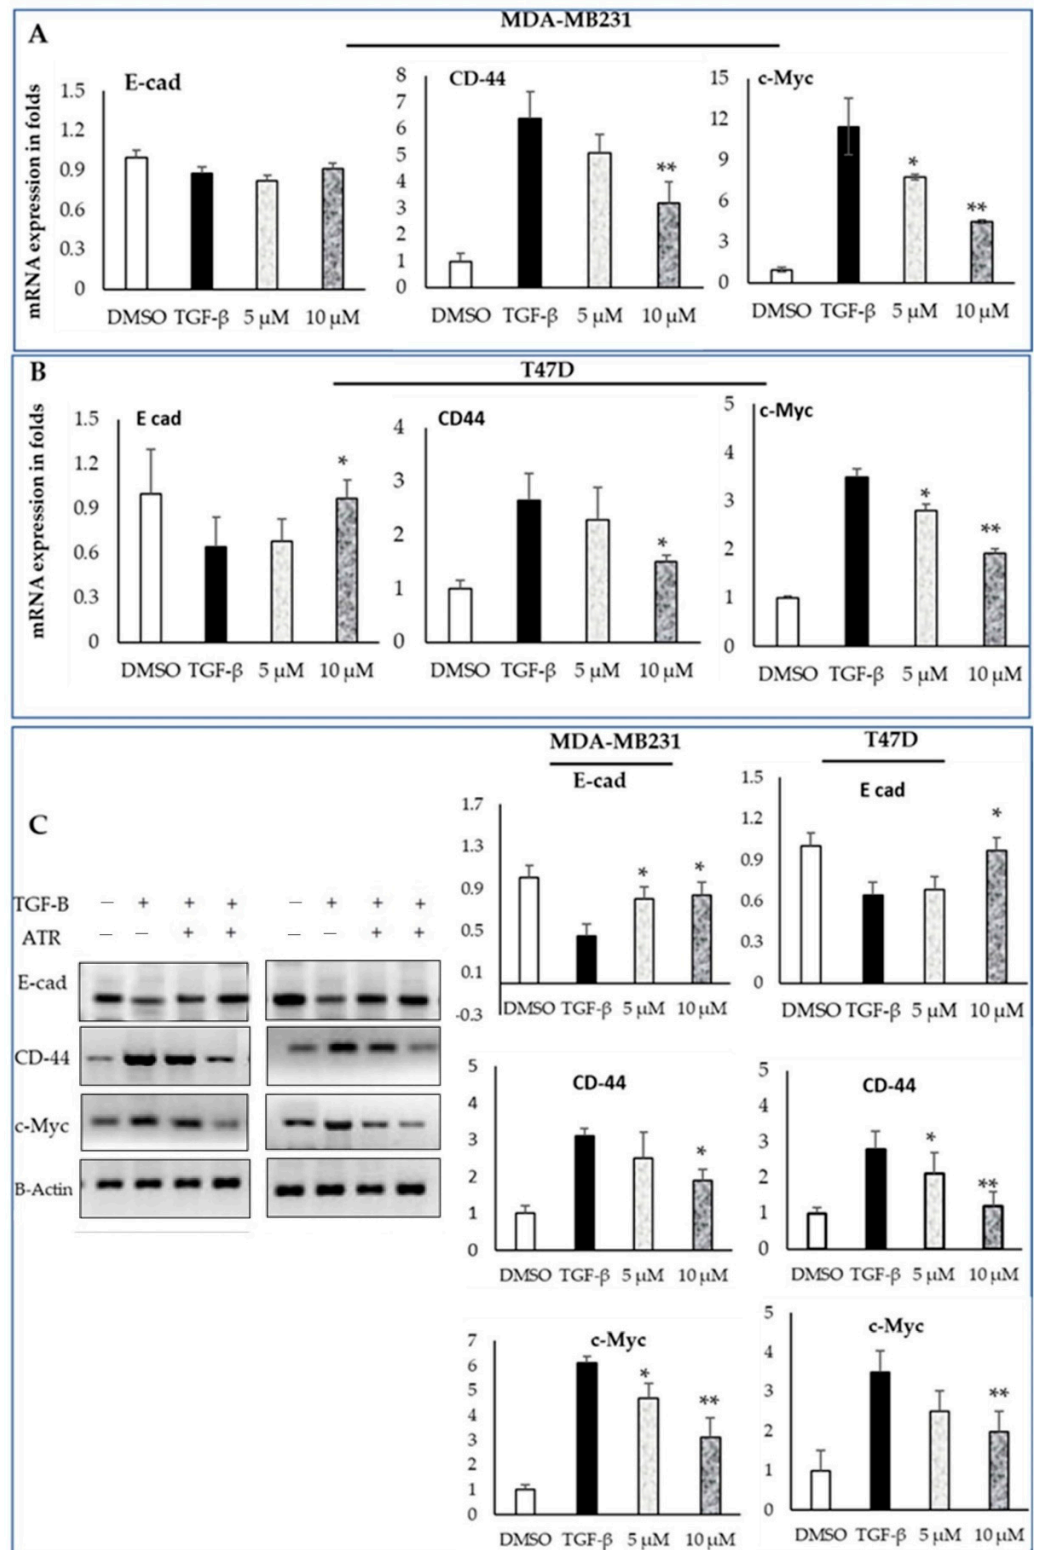 A
MDA-MB231
mRNA expression in folds
E-cad
1.5
1.2
0.9
0.6
0.3
0
DMSO TGF-β 5 μM 10 μM
CD-44
8
7
6
5
4
3
2
1
0
**
DMSO TGF-β 5 μM 10 μM
c-Myc
15
12
9
6
3
0
*
**
DMSO TGF-β 5 μM 10 μM
B
T47D
mRNA expression in folds
E cad
1.5
1.2
0.9
0.6
0.3
0
*
DMSO TGF-β 5 μM 10 μM
CD44
4
3
2
1
0
*
DMSO TGF-β 5 μM 10 μM
c-Myc
5
4
3
2
1
0
*
**
DMSO TGF-β 5 μM 10 μM
C
TGF-B – + + + – + + +
ATR – – + + – – + +
E-cad
CD-44
c-Myc
B-Actin
MDA-MB231
E-cad
1.7
1.3
0.9
0.5
0.1
-0.3
*
*
DMSO TGF-β 5 μM 10 μM
T47D
E cad
1.5
1.2
0.9
0.6
0.3
0
*
DMSO TGF-β 5 μM 10 μM
CD-44
5
4
3
2
1
0
*
DMSO TGF-β 5 μM 10 μM
CD-44
5
4
3
2
1
0
*
**
DMSO TGF-β 5 μM 10 μM
c-Myc
7
6
5
4
3
2
1
0
*
**
DMSO TGF-β 5 μM 10 μM
c-Myc
5
4
3
2
1
0
**
DMSO TGF-β 5 μM 10 μM